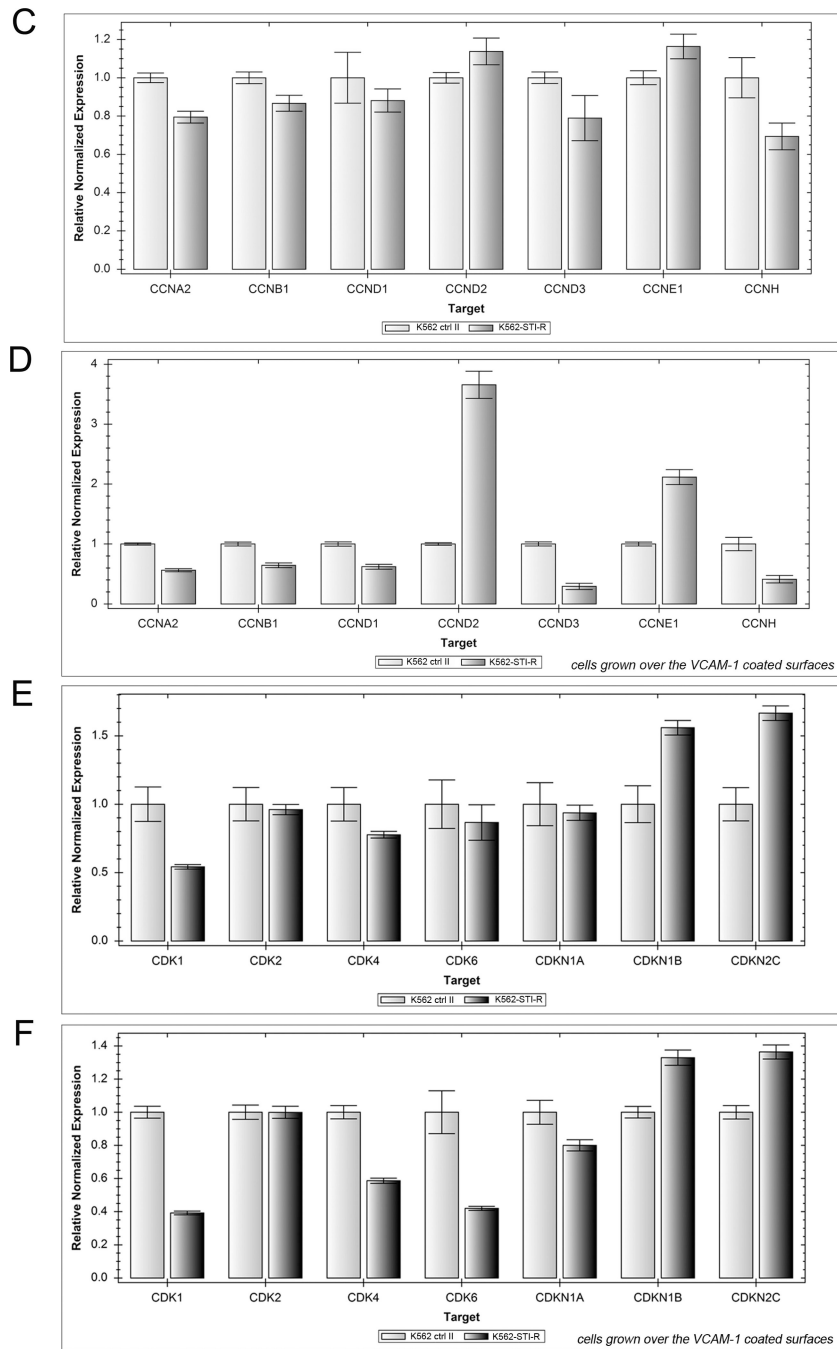 C
Relative Normalized Expression
1.2
1.0
0.8
0.6
0.4
0.2
0.0
CCNA2 CCNB1 CCND1 CCND2 CCND3 CCNE1 CCNH
Target
K562 ctrl II K562-STI-R
D
Relative Normalized Expression
4
3
2
1
0
CCNA2 CCNB1 CCND1 CCND2 CCND3 CCNE1 CCNH
Target
K562 ctrl II K562-STI-R
cells grown over the VCAM-1 coated surfaces
E
Relative Normalized Expression
1.5
1.0
0.5
0.0
CDK1 CDK2 CDK4 CDK6 CDKN1A CDKN1B CDKN2C
Target
K562 ctrl II K562-STI-R
F
Relative Normalized Expression
1.4
1.2
1.0
0.8
0.6
0.4
0.2
0.0
CDK1 CDK2 CDK4 CDK6 CDKN1A CDKN1B CDKN2C
Target
K562 ctrl II K562-STI-R
cells grown over the VCAM-1 coated surfaces